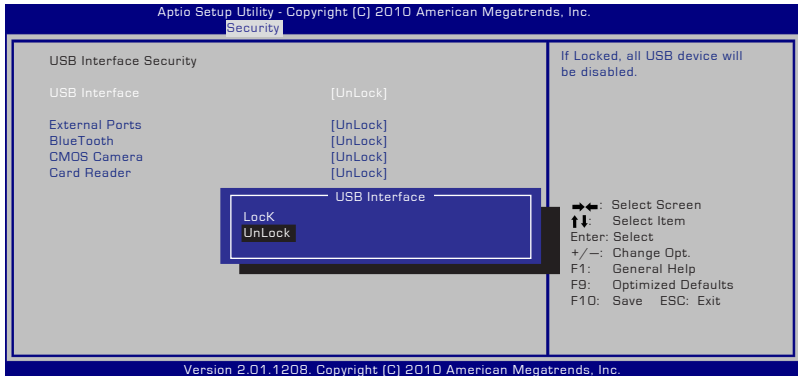 Aptio Setup Utility - Copyright (C) 2010 American Megatrends, Inc.
Security
USB Interface Security
USB Interface [UnLock]
External Ports [UnLock]
BlueTooth [UnLock]
CMOS Camera [UnLock]
Card Reader [UnLock]
USB Interface
LocK
UnLock
If Locked, all USB device will
be disabled.
→←: Select Screen
↑↓: Select Item
Enter: Select
+/—: Change Opt.
F1: General Help
F9: Optimized Defaults
F10: Save ESC: Exit
Version 2.01.1208. Copyright (C) 2010 American Megatrends, Inc.